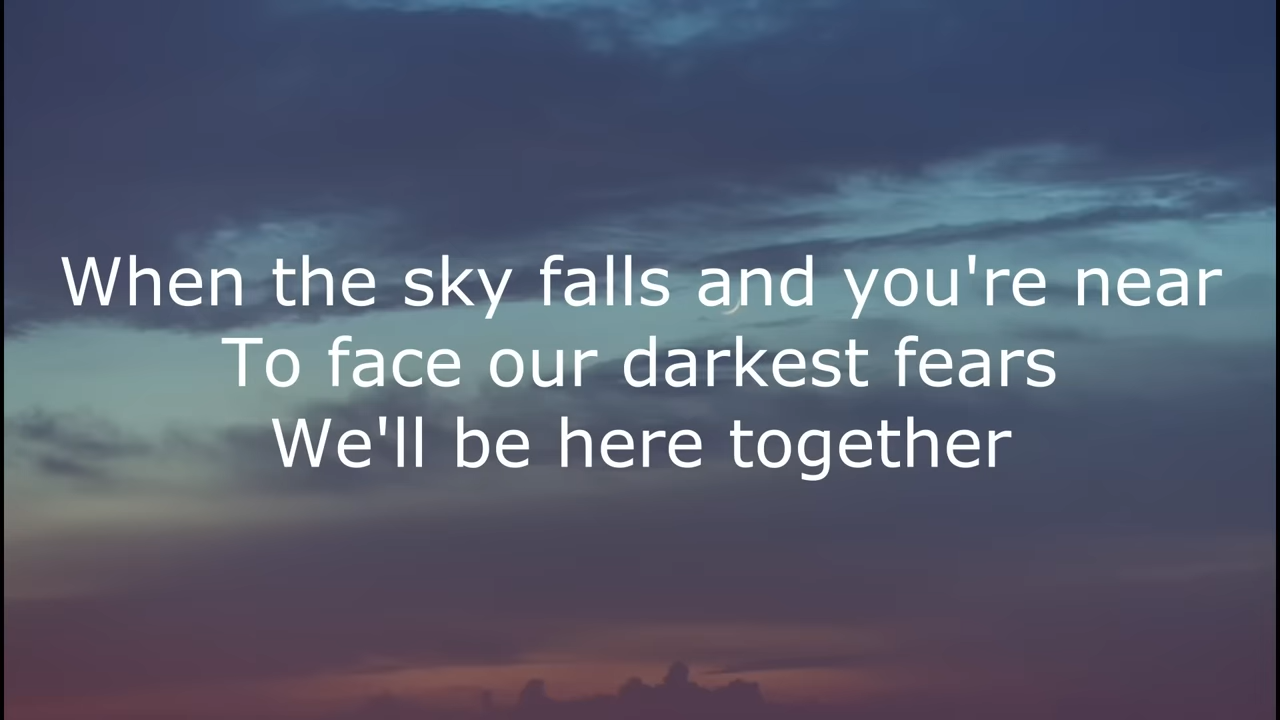 When the sky falls and you're near
To face our darkest fears
We'll be here together